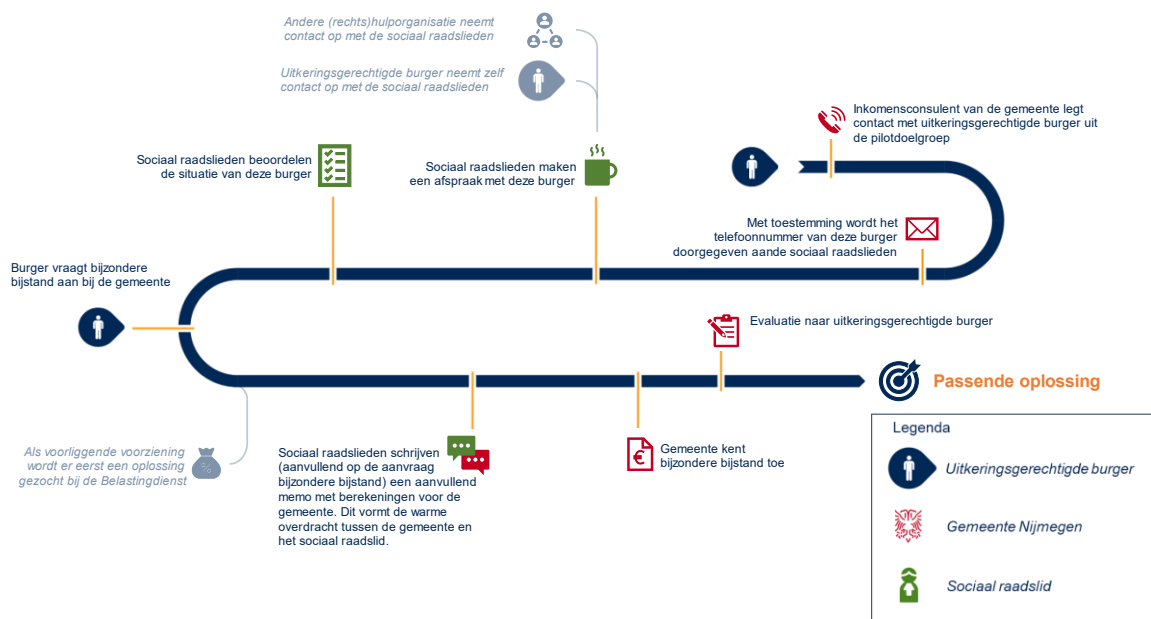 Andere (rechts)hulporganisatie neemt
contact op met de sociaal raadslieden
Uitkeringsgerechtigde burger neemt zelf
contact op met de sociaal raadslieden
Inkomensconsulent van de gemeente legt
contact met uitkeringsgerechtigde burger uit
de pilotdoelgroep
Sociaal raadslieden beoordelen
de situatie van deze burger
Sociaal raadslieden maken
een afspraak met deze burger
Met toestemming wordt het
telefoonnummer van deze burger
doorgegeven aande sociaal raadslieden
Burger vraagt bijzondere
bijstand aan bij de gemeente
Evaluatie naar uitkeringsgerechtigde burger
Passende oplossing
Als voorliggende voorziening
wordt er eerst een oplossing
gezocht bij de Belastingdienst
%
Sociaal raadslieden schrijven
(aanvullend op de aanvraag
bijzondere bijstand) een aanvullend
memo met berekeningen voor de
gemeente. Dit vormt de warme
overdracht tussen de gemeente en
het sociaal raadslid.
€
Gemeente kent
bijzondere bijstand toe
Legenda
Uitkeringsgerechtigde burger
Gemeente Nijmegen
Sociaal raadslid